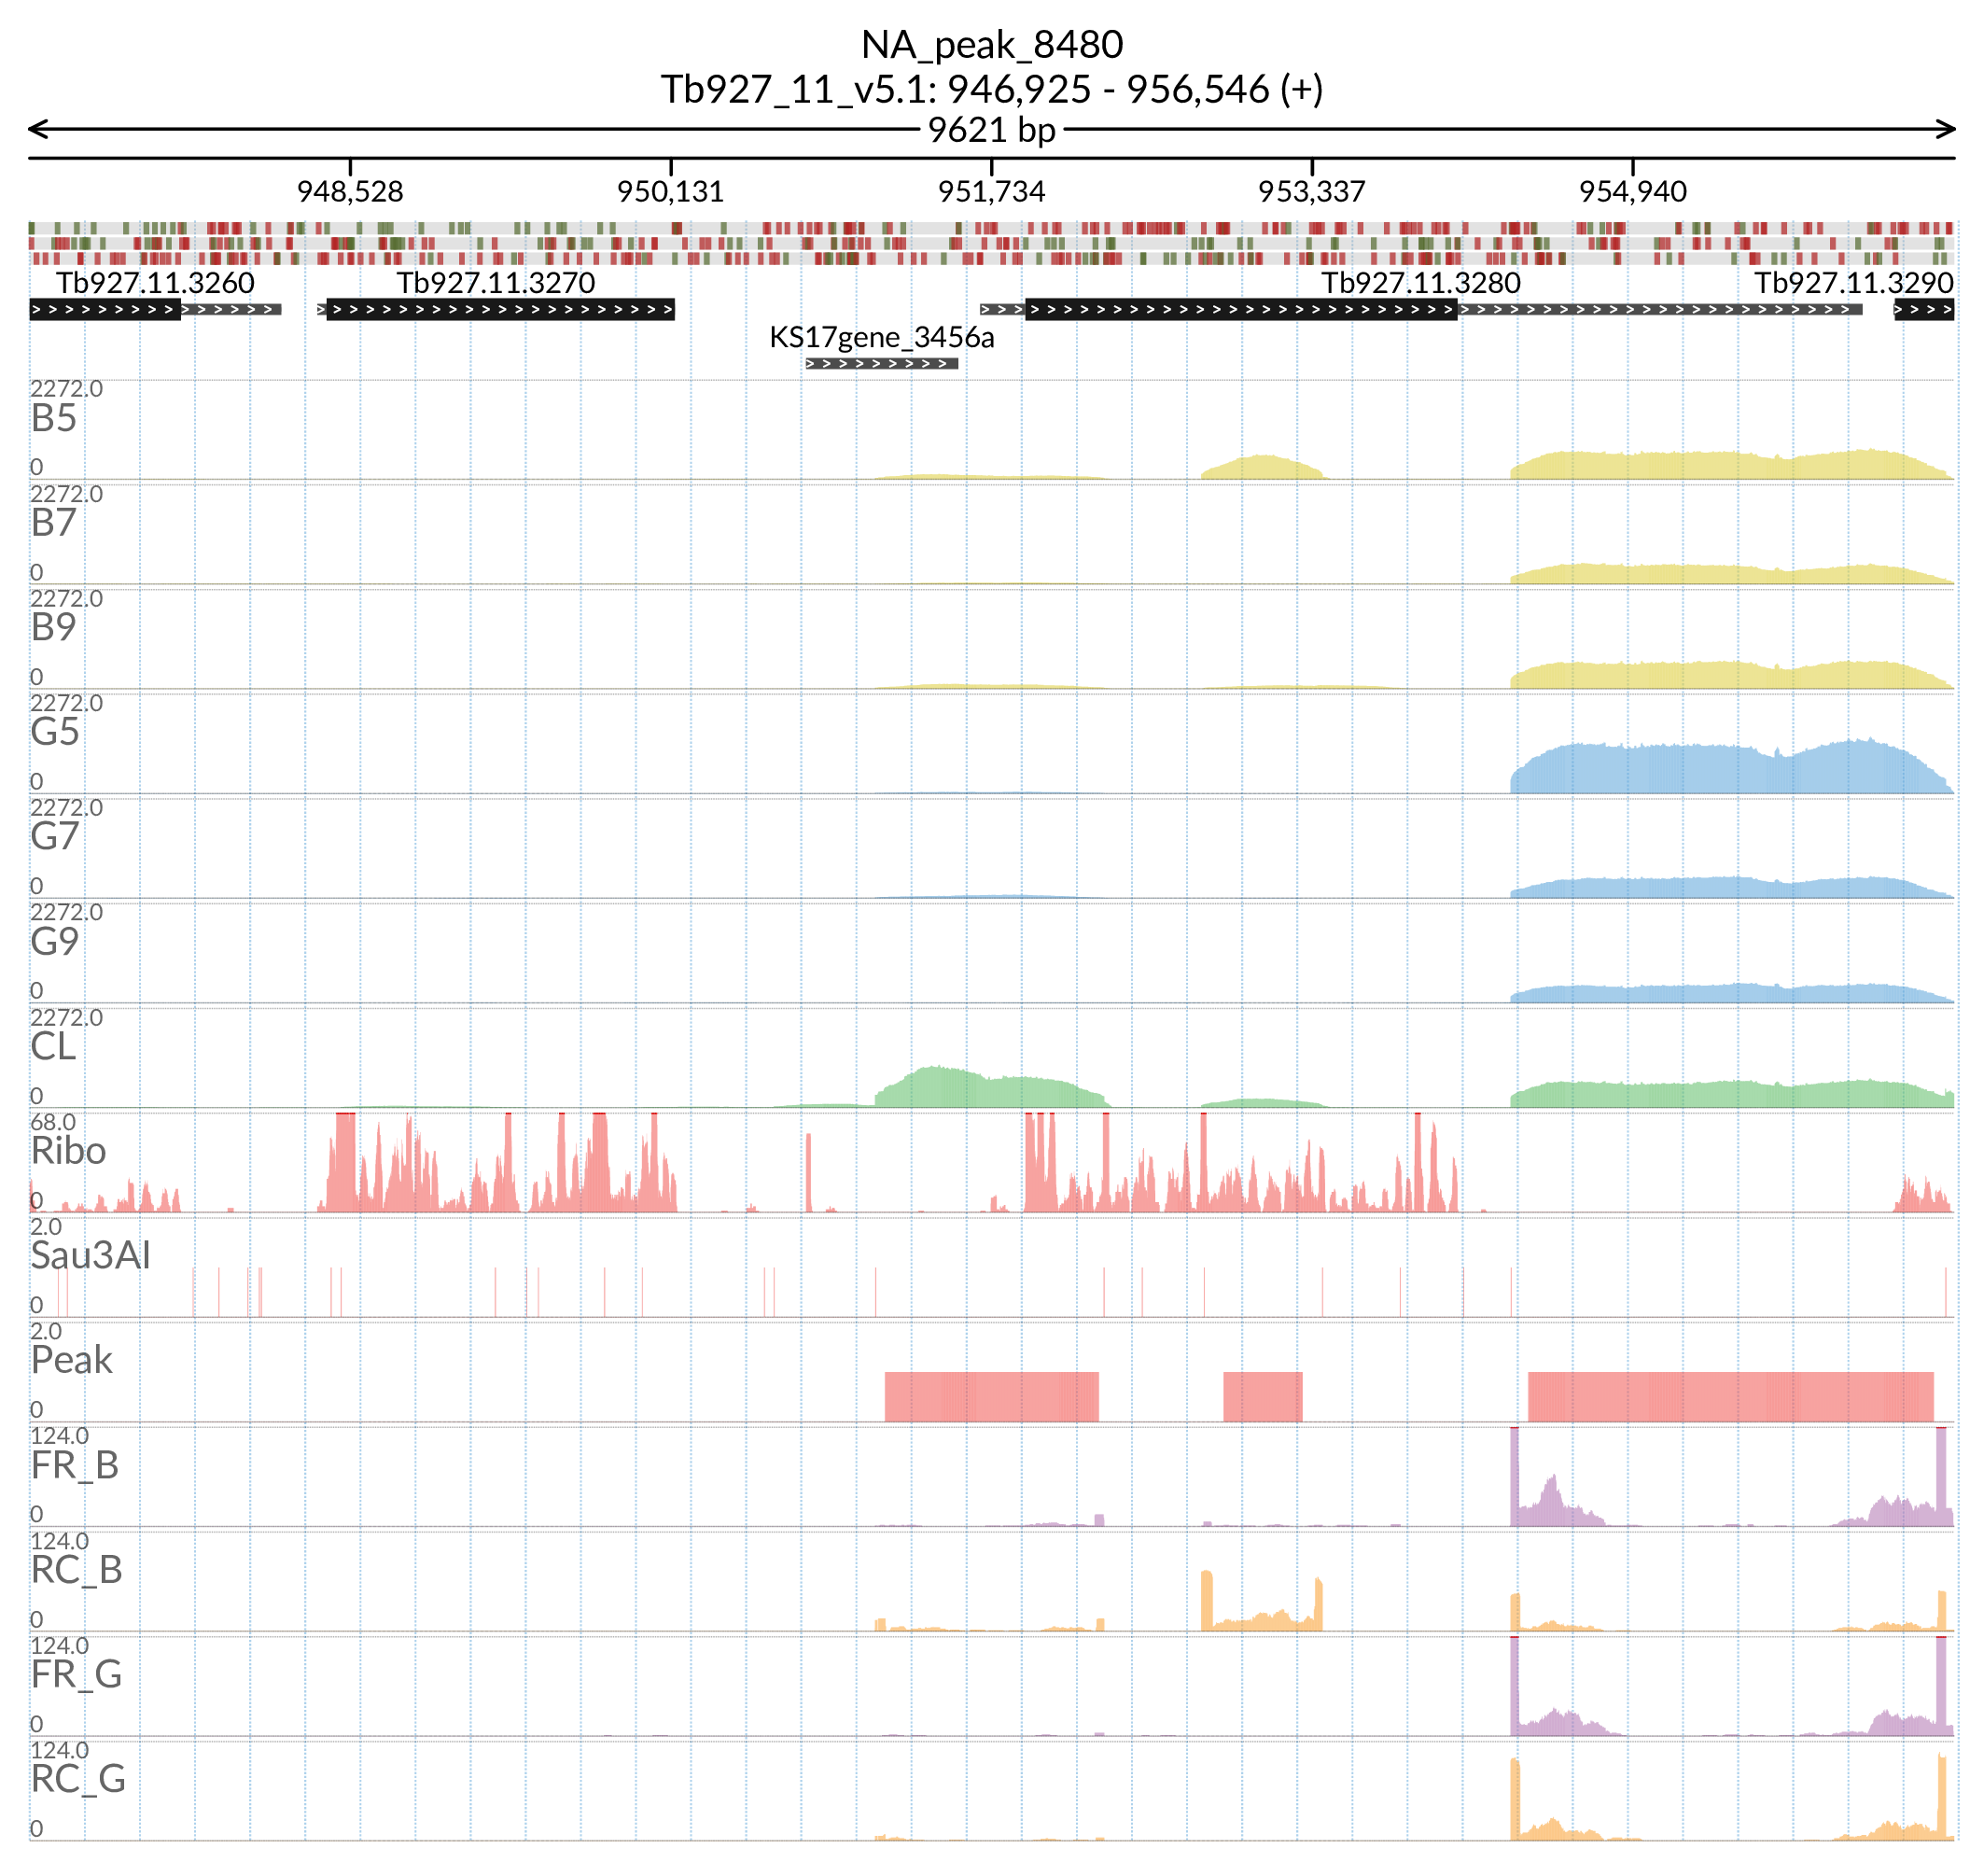 NA_peak_8480
Tb927_11_v5.1: 946,925 - 956,546 (+)
9621 bp
948,528 950,131 951,734 953,337 954,940
Tb927.11.3260 Tb927.11.3270 Tb927.11.3280 Tb927.11.3290
KS17gene_3456a
2272.0
B5
0
2272.0
B7
0
2272.0
B9
0
2272.0
G5
0
2272.0
G7
0
2272.0
G9
0
2272.0
CL
0
68.0
Ribo
0
2.0
Sau3AI
0
2.0
Peak
0
124.0
FR_B
0
124.0
RC_B
0
124.0
FR_G
0
124.0
RC_G
0